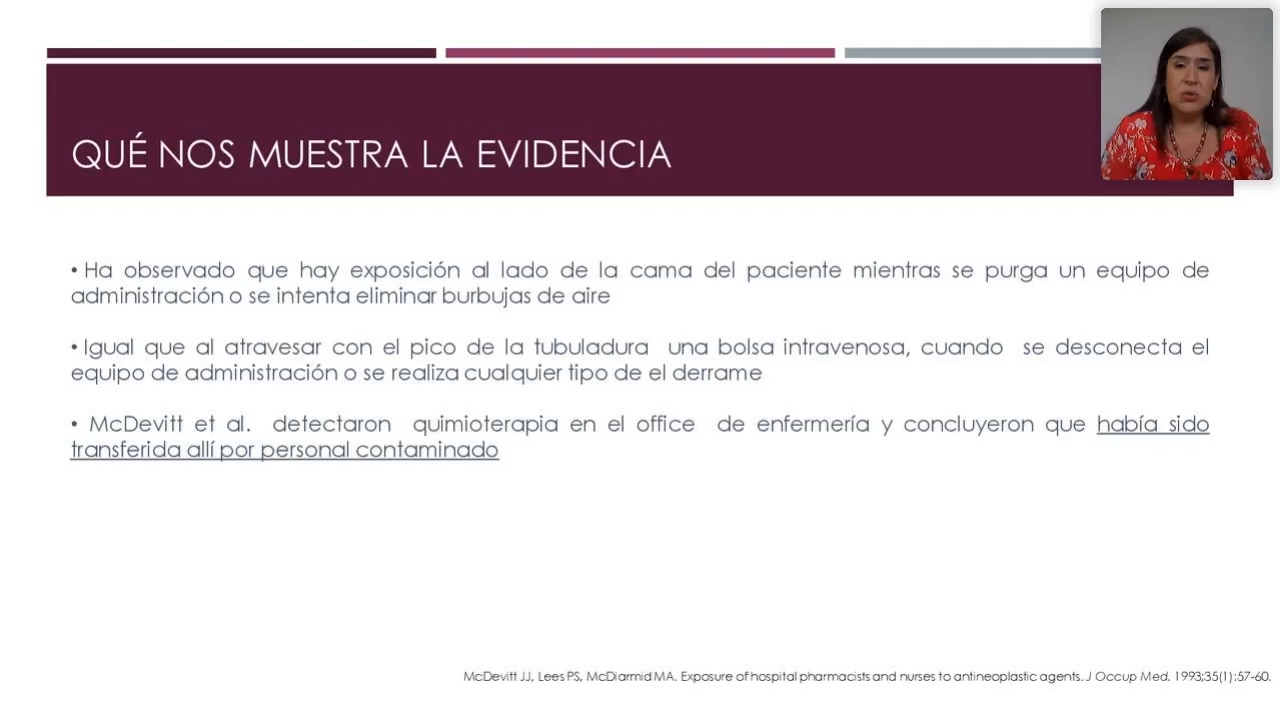 QUÉ NOS MUESTRA LA EVIDENCIA
• Ha observado que hay exposición al lado de la cama del paciente mientras se purga un equipo de
administración o se intenta eliminar burbujas de aire
• Igual que al atravesar con el pico de la tubuladura una bolsa intravenosa, cuando se desconecta el
equipo de administración o se realiza cualquier tipo de el derrame
• McDevitt et al. detectaron quimioterapia en el office de enfermería y concluyeron que había sido
transferida allí por personal contaminado
McDevitt JJ, Lees PS, McDiarmid MA. Exposure of hospital pharmacists and nurses to antineoplastic agents. J Occup Med. 1993;35(1):57-60.